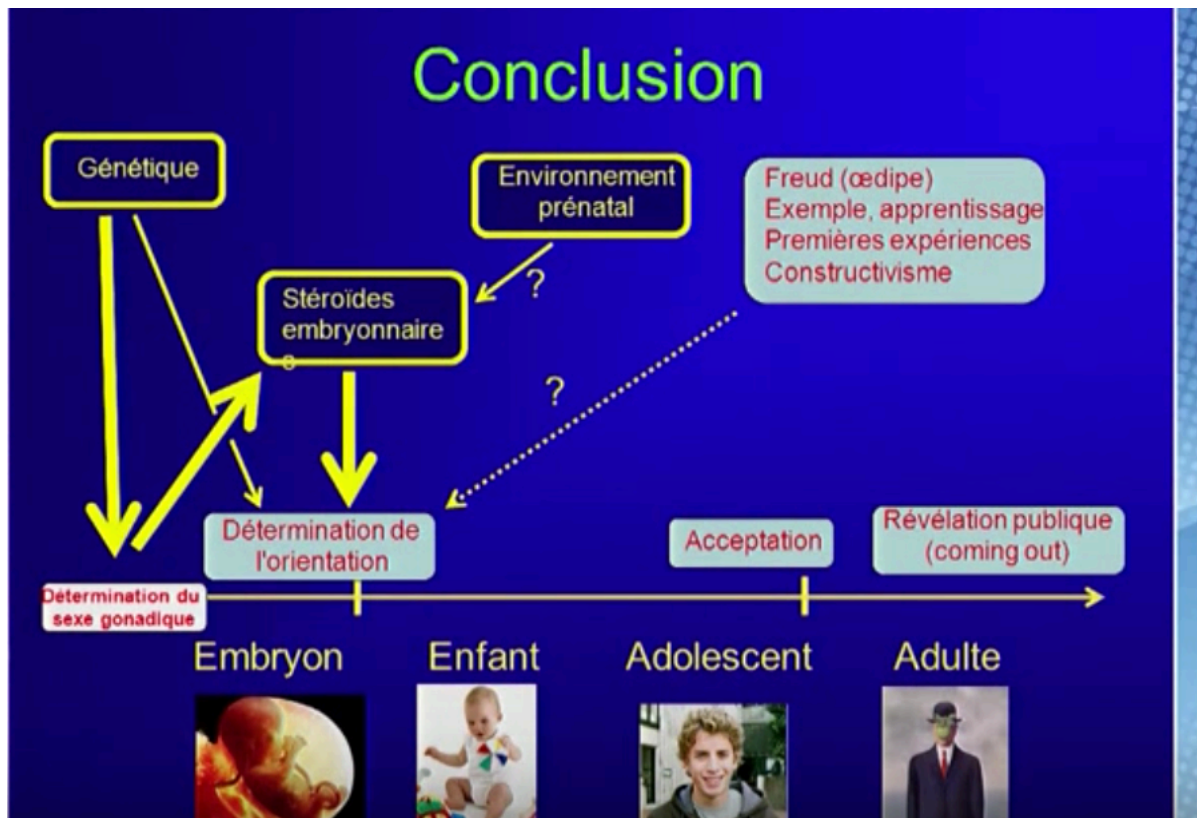 Conclusion
Génétique
Environnement
prénatal
Freud (œdipe)
Exemple, apprentissage
Premières expériences
Constructivisme
?
Stéroïdes
embryonnaire
s
?
Détermination de
l'orientation
Acceptation
Révélation publique
(coming out)
Détermination du
sexe gonadique
Embryon
Enfant
Adolescent
Adulte